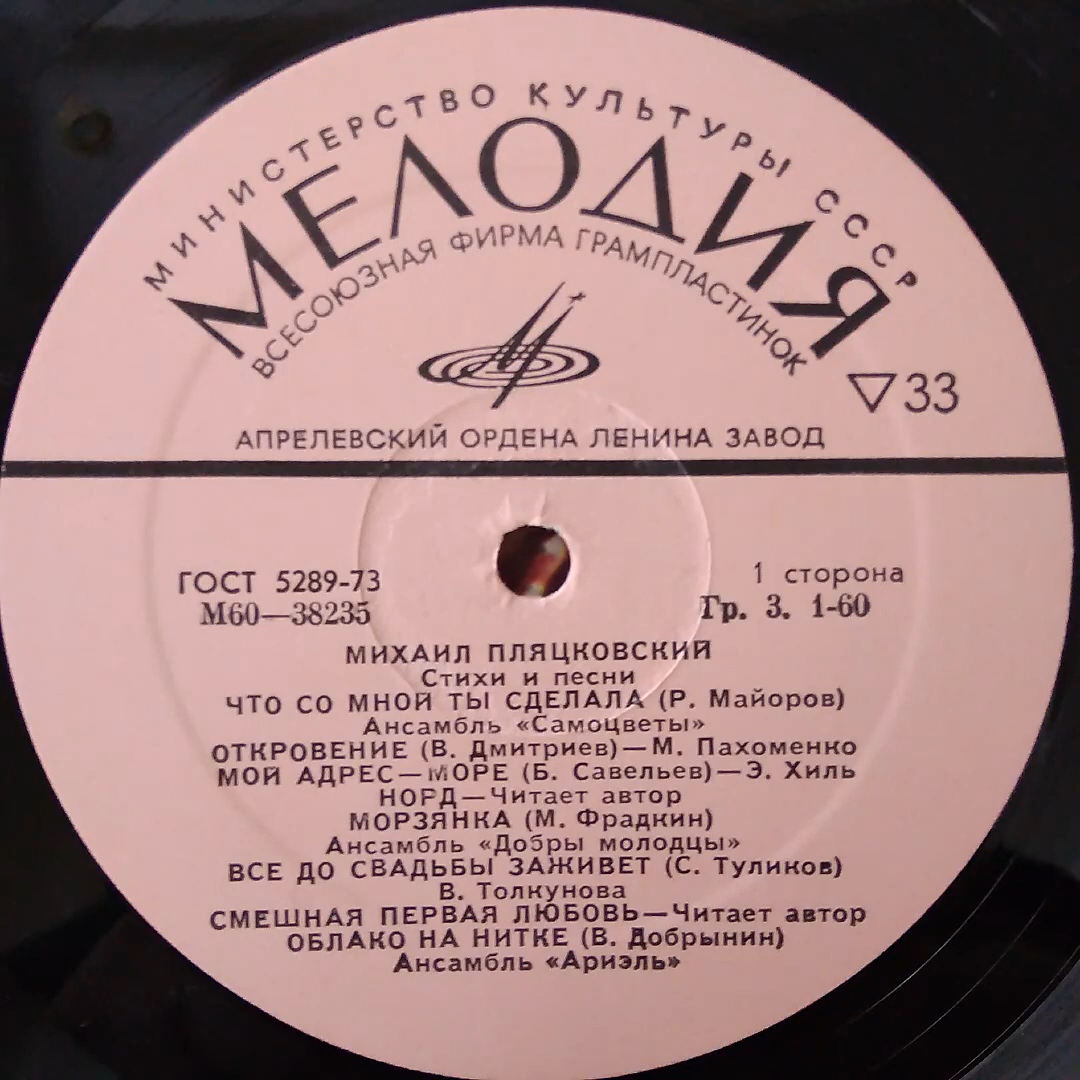 МИНИСТЕРСТВО КУЛЬТУРЫ СССР
МЕЛОДИЯ
ВСЕСОЮЗНАЯ ФИРМА ГРАМПЛАСТИНОК
▽33
АПРЕЛЕВСКИЙ ОРДЕНА ЛЕНИНА ЗАВОД
ГОСТ 5289-73
1 сторона
М60—38235
Гр. 3. 1-60
МИХАИЛ ПЛЯЦКОВСКИЙ
Стихи и песни
ЧТО СО МНОЙ ТЫ СДЕЛАЛА (Р. Майоров)
Ансамбль «Самоцветы»
ОТКРОВЕНИЕ (В. Дмитриев)—М. Пахоменко
МОЙ АДРЕС—МОРЕ (Б. Савельев)—Э. Хиль
НОРД—Читает автор
МОРЗЯНКА (М. Фрадкин)
Ансамбль «Добры молодцы»
ВСЕ ДО СВАДЬБЫ ЗАЖИВЕТ (С. Туликов)
В. Толкунова
СМЕШНАЯ ПЕРВАЯ ЛЮБОВЬ—Читает автор
ОБЛАКО НА НИТКЕ (В. Добрынин)
Ансамбль «Ариэль»